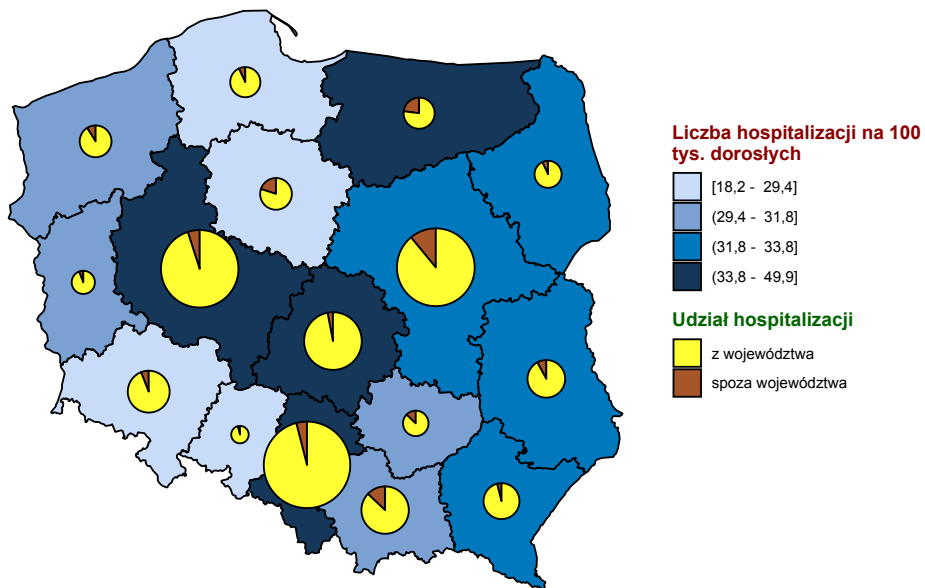 Liczba hospitalizacji na 100
tys. dorosłych
[18,2 - 29,4]
(29,4 - 31,8]
(31,8 - 33,8]
(33,8 - 49,9]
Udział hospitalizacji
z województwa
spoza województwa